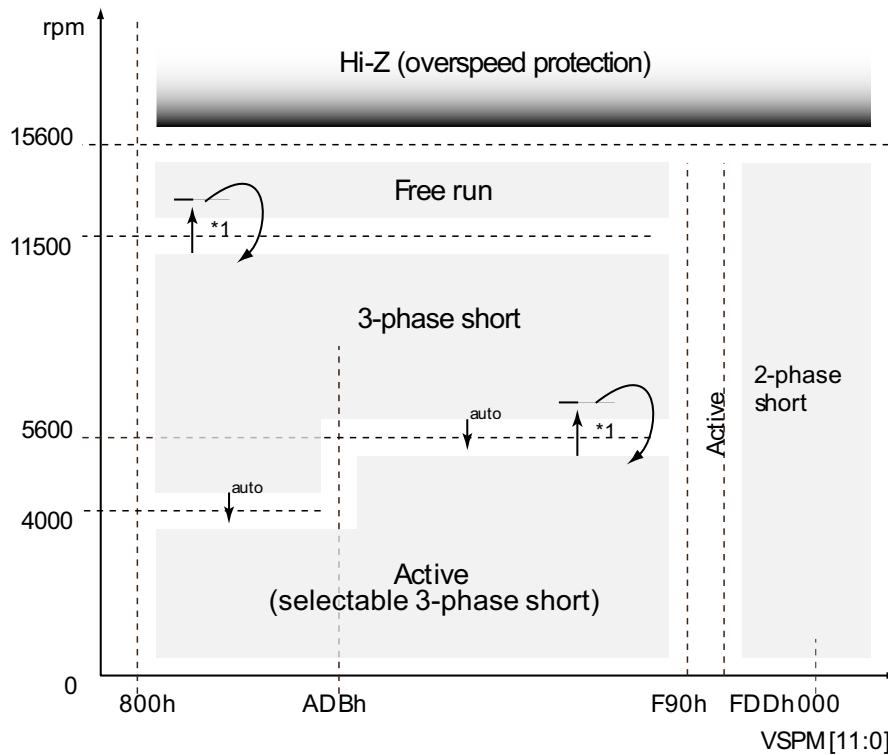 rpm
Hi-Z (overspeed protection)
15600
Free run
*1
11500
3-phase short
2-phase
short
Active
auto
5600
*1
auto
4000
Active
(selectable 3-phase short)
0
800h
ADBh
F90h
FDDh
000
VSPM [11:0]